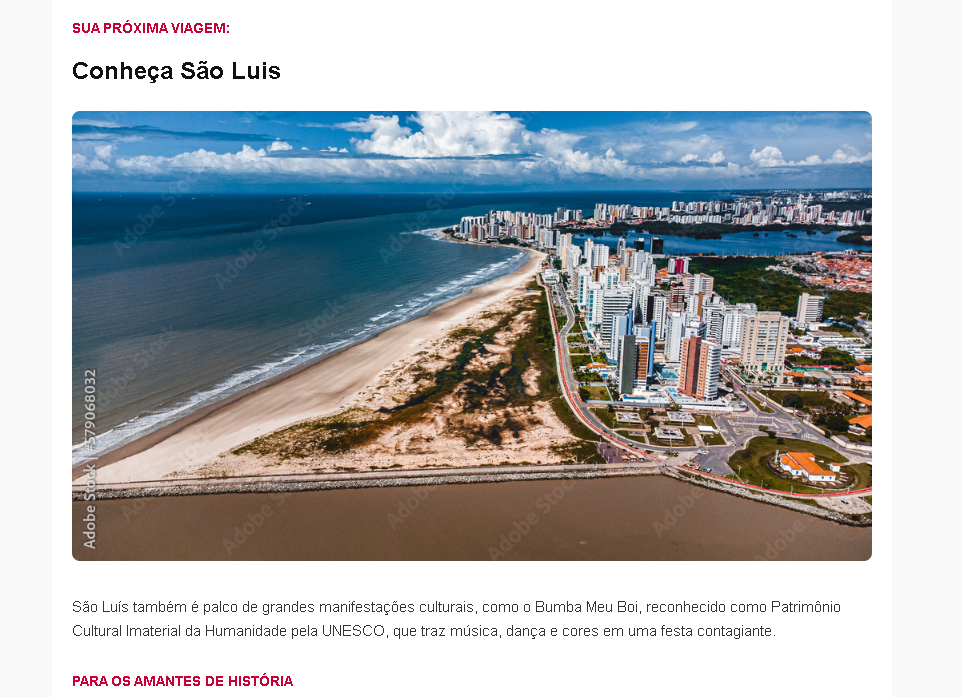 SUA PRÓXIMA VIAGEM:
Conheça São Luis
Adobe Stock | #579068032
São Luís também é palco de grandes manifestações culturais, como o Bumba Meu Boi, reconhecido como Patrimônio
Cultural Imaterial da Humanidade pela UNESCO, que traz música, dança e cores em uma festa contagiante.
PARA OS AMANTES DE HISTÓRIA